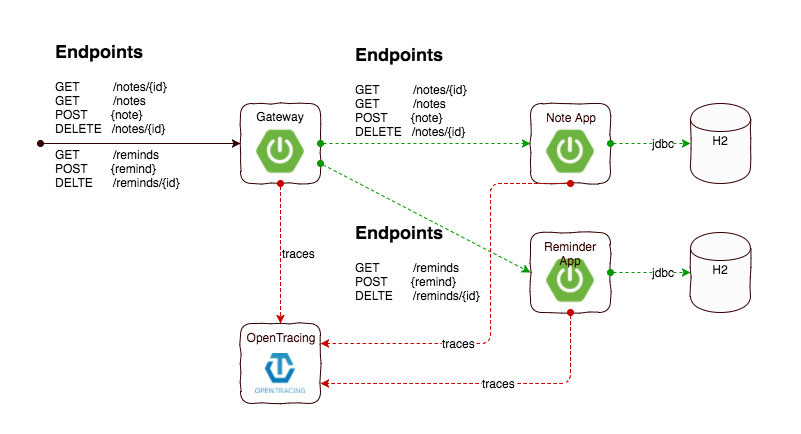 Endpoints
GET /notes/{id}
GET /notes
POST {note}
DELETE /notes/{id}
GET /reminds
POST {remind}
DELTE /reminds/{id}
Gateway
Endpoints
GET /notes/{id}
GET /notes
POST {note}
DELETE /notes/{id}
Note App
jdbc
H2
Endpoints
GET /reminds
POST {remind}
DELTE /reminds/{id}
Reminder
App
jdbc
H2
traces
OpenTracing
OPENTRACING
traces
traces